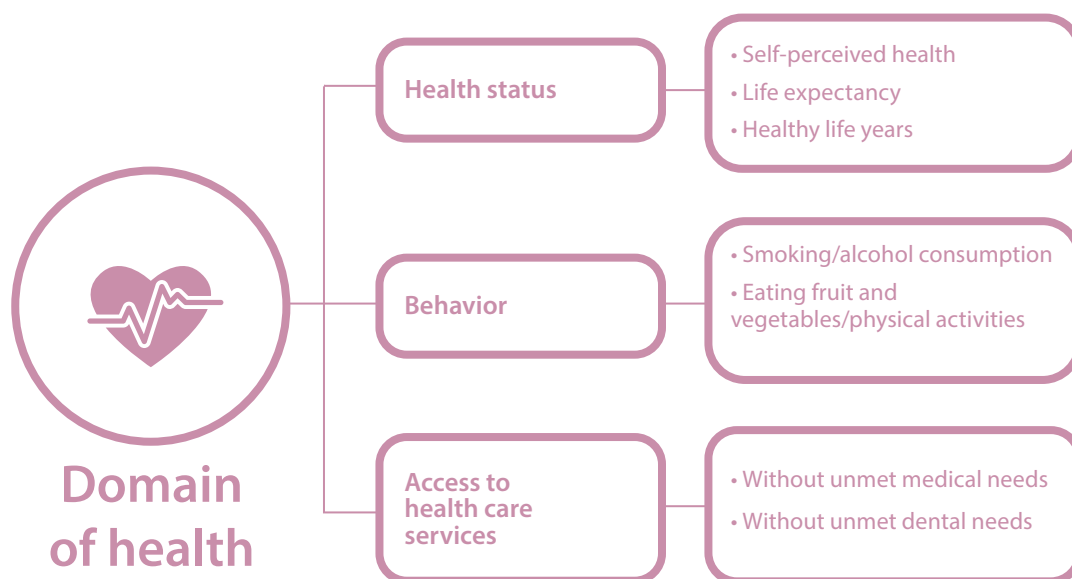 Health status
• Self-perceived health
• Life expectancy
• Healthy life years
Behavior
• Smoking/alcohol consumption
• Eating fruit and
vegetables/physical activities
Access to
health care
services
• Without unmet medical needs
• Without unmet dental needs
Domain
of health